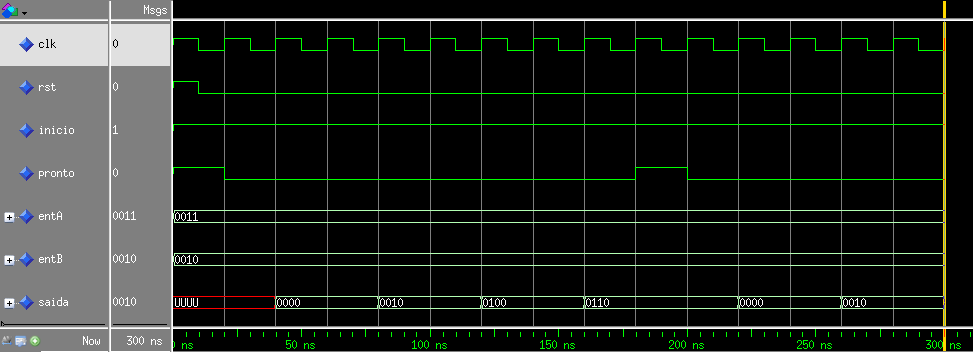 Msgs
clk 0
rst 0
inicio 1
pronto 0
entA 0011 0011
entB 0010 0010
saida 0010 UUUU 0000 0010 0100 0110 0000 0010
Now 300 ns ns 50 ns 100 ns 150 ns 200 ns 250 ns 300 ns